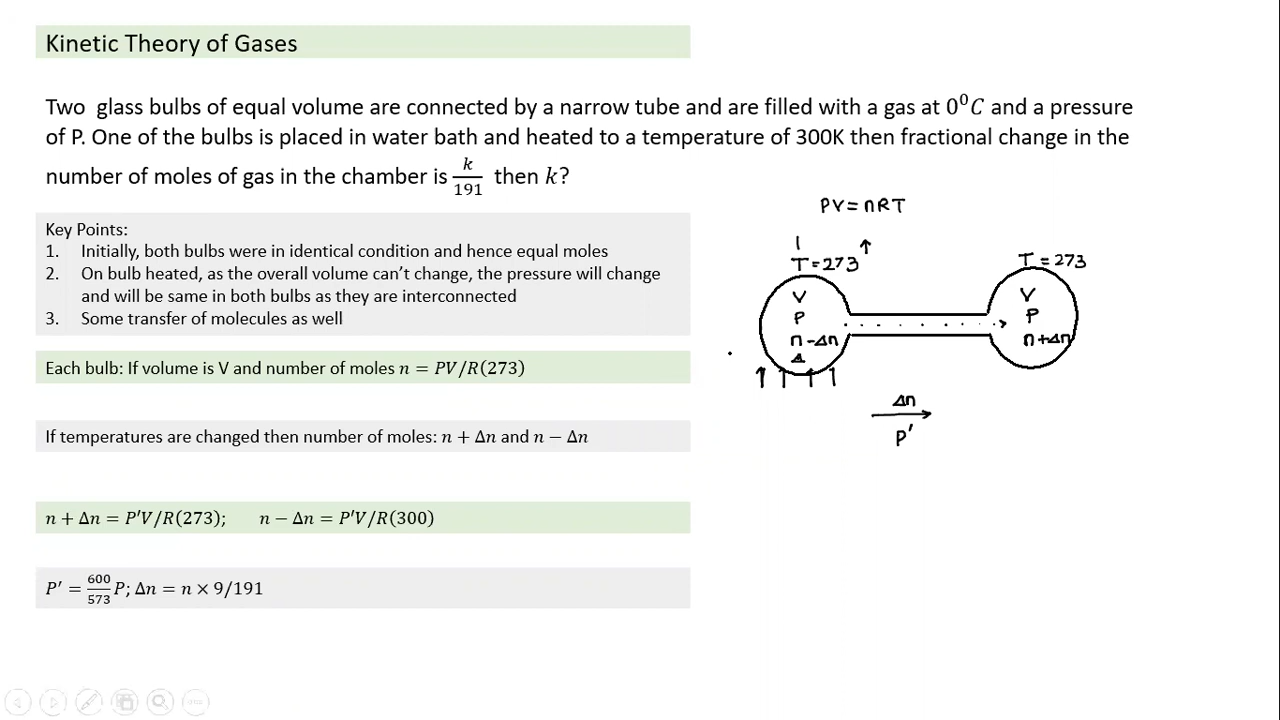 Kinetic Theory of Gases
Two glass bulbs of equal volume are connected by a narrow tube and are filled with a gas at 0⁰C and a pressure
of P. One of the bulbs is placed in water bath and heated to a temperature of 300K then fractional change in the
number of moles of gas in the chamber is k/191 then k?
Key Points:
1. Initially, both bulbs were in identical condition and hence equal moles
2. On bulb heated, as the overall volume can't change, the pressure will change
and will be same in both bulbs as they are interconnected
3. Some transfer of molecules as well
Each bulb: If volume is V and number of moles n = PV/R(273)
If temperatures are changed then number of moles: n + Δn and n − Δn
n + Δn = P′V/R(273); n − Δn = P′V/R(300)
P′ = 600/573 P; Δn = n × 9/191
PV = nRT
T = 273 ↑
V
P
n-Δn
T = 273
V
P
n+Δn
Δn
P'